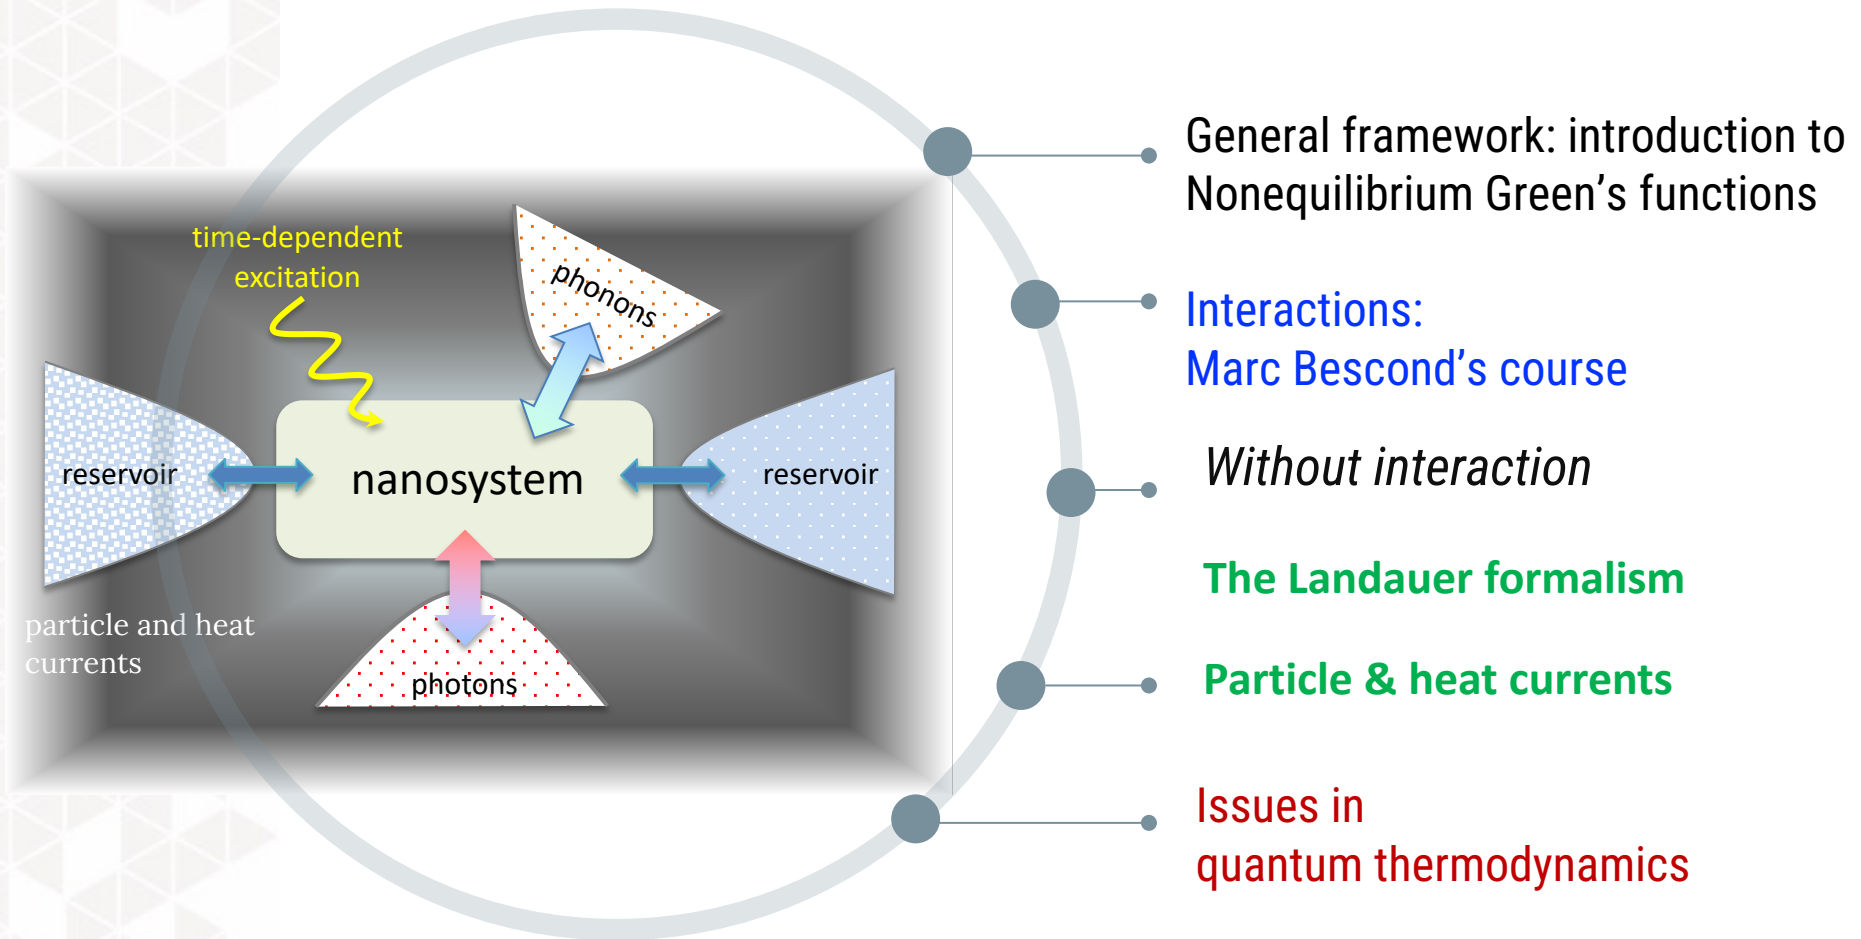 time-dependent
excitation
phonons
reservoir
nanosystem
reservoir
particle and heat
currents
photons
General framework: introduction to
Nonequilibrium Green’s functions
Interactions:
Marc Bescond’s course
Without interaction
The Landauer formalism
Particle & heat currents
Issues in
quantum thermodynamics